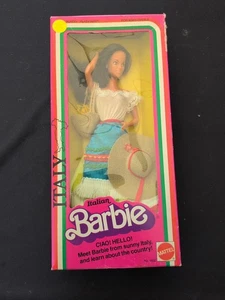 ITALY
Italian
Barbie
CIAO! HELLO!
Meet Barbie from sunny Italy,
and learn about the country!
MATTEL